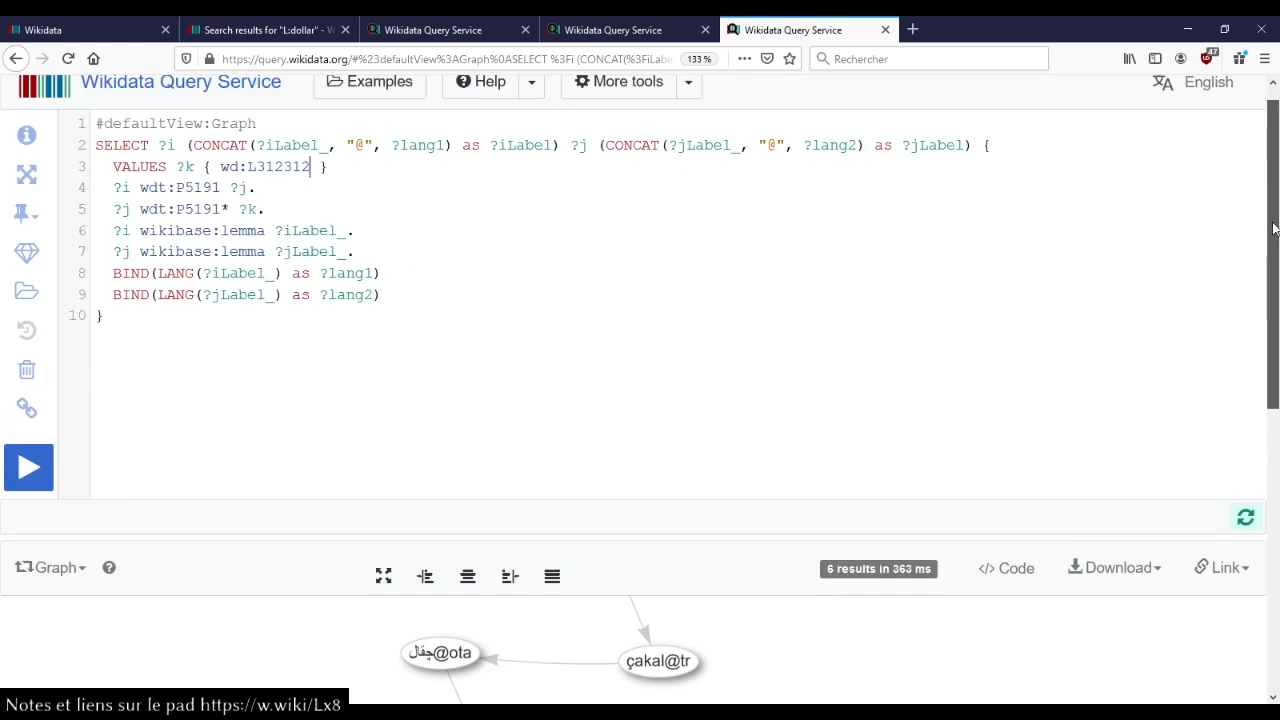 Wikidata
Search results for "L:dollar" - W
Wikidata Query Service
Wikidata Query Service
Wikidata Query Service
https://query.wikidata.org/#%23defaultView%3AGraph%0ASELECT %3Fi (CONCAT(%3FiLabe
133 %
Rechercher
47
Wikidata Query Service
Examples
Help
More tools
English
1 #defaultView:Graph
2 SELECT ?i (CONCAT(?iLabel_, "@", ?lang1) as ?iLabel) ?j (CONCAT(?jLabel_, "@", ?lang2) as ?jLabel) {
3 VALUES ?k { wd:L312312 }
4 ?i wdt:P5191 ?j.
5 ?j wdt:P5191* ?k.
6 ?i wikibase:lemma ?iLabel_.
7 ?j wikibase:lemma ?jLabel_.
8 BIND(LANG(?iLabel_) as ?lang1)
9 BIND(LANG(?jLabel_) as ?lang2)
10 }
Graph
6 results in 363 ms
</> Code
Download
Link
چقال@ota
çakal@tr
Notes et liens sur le pad https://w.wiki/Lx8